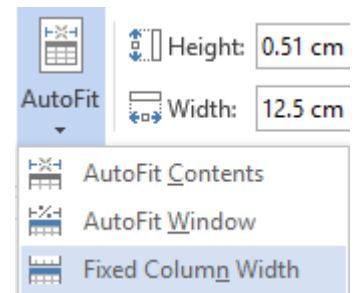 Height: 0.51 cm
AutoFit
Width: 12.5 cm
AutoFit Contents
AutoFit Window
Fixed Column Width